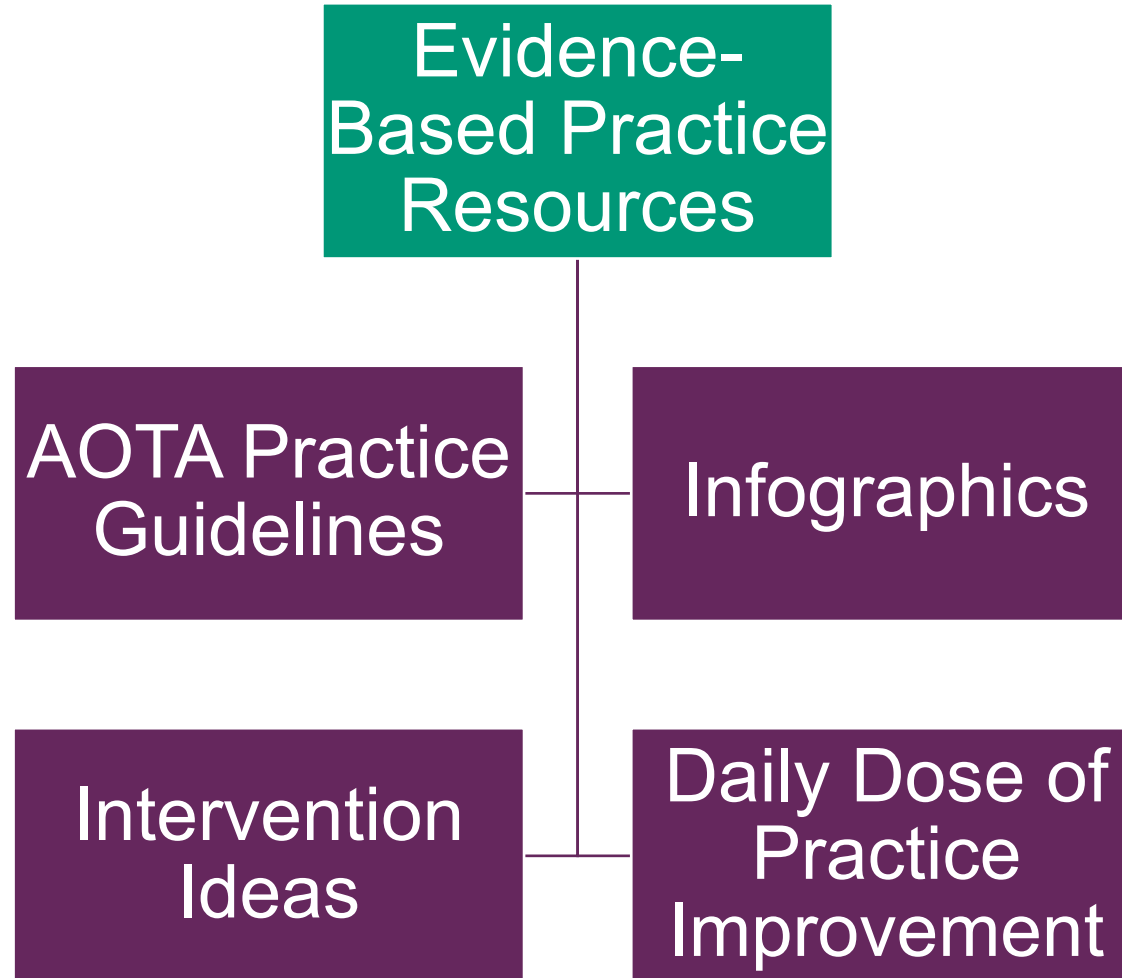 Evidence-
Based Practice
Resources
AOTA Practice
Guidelines
Infographics
Intervention
Ideas
Daily Dose of
Practice
Improvement